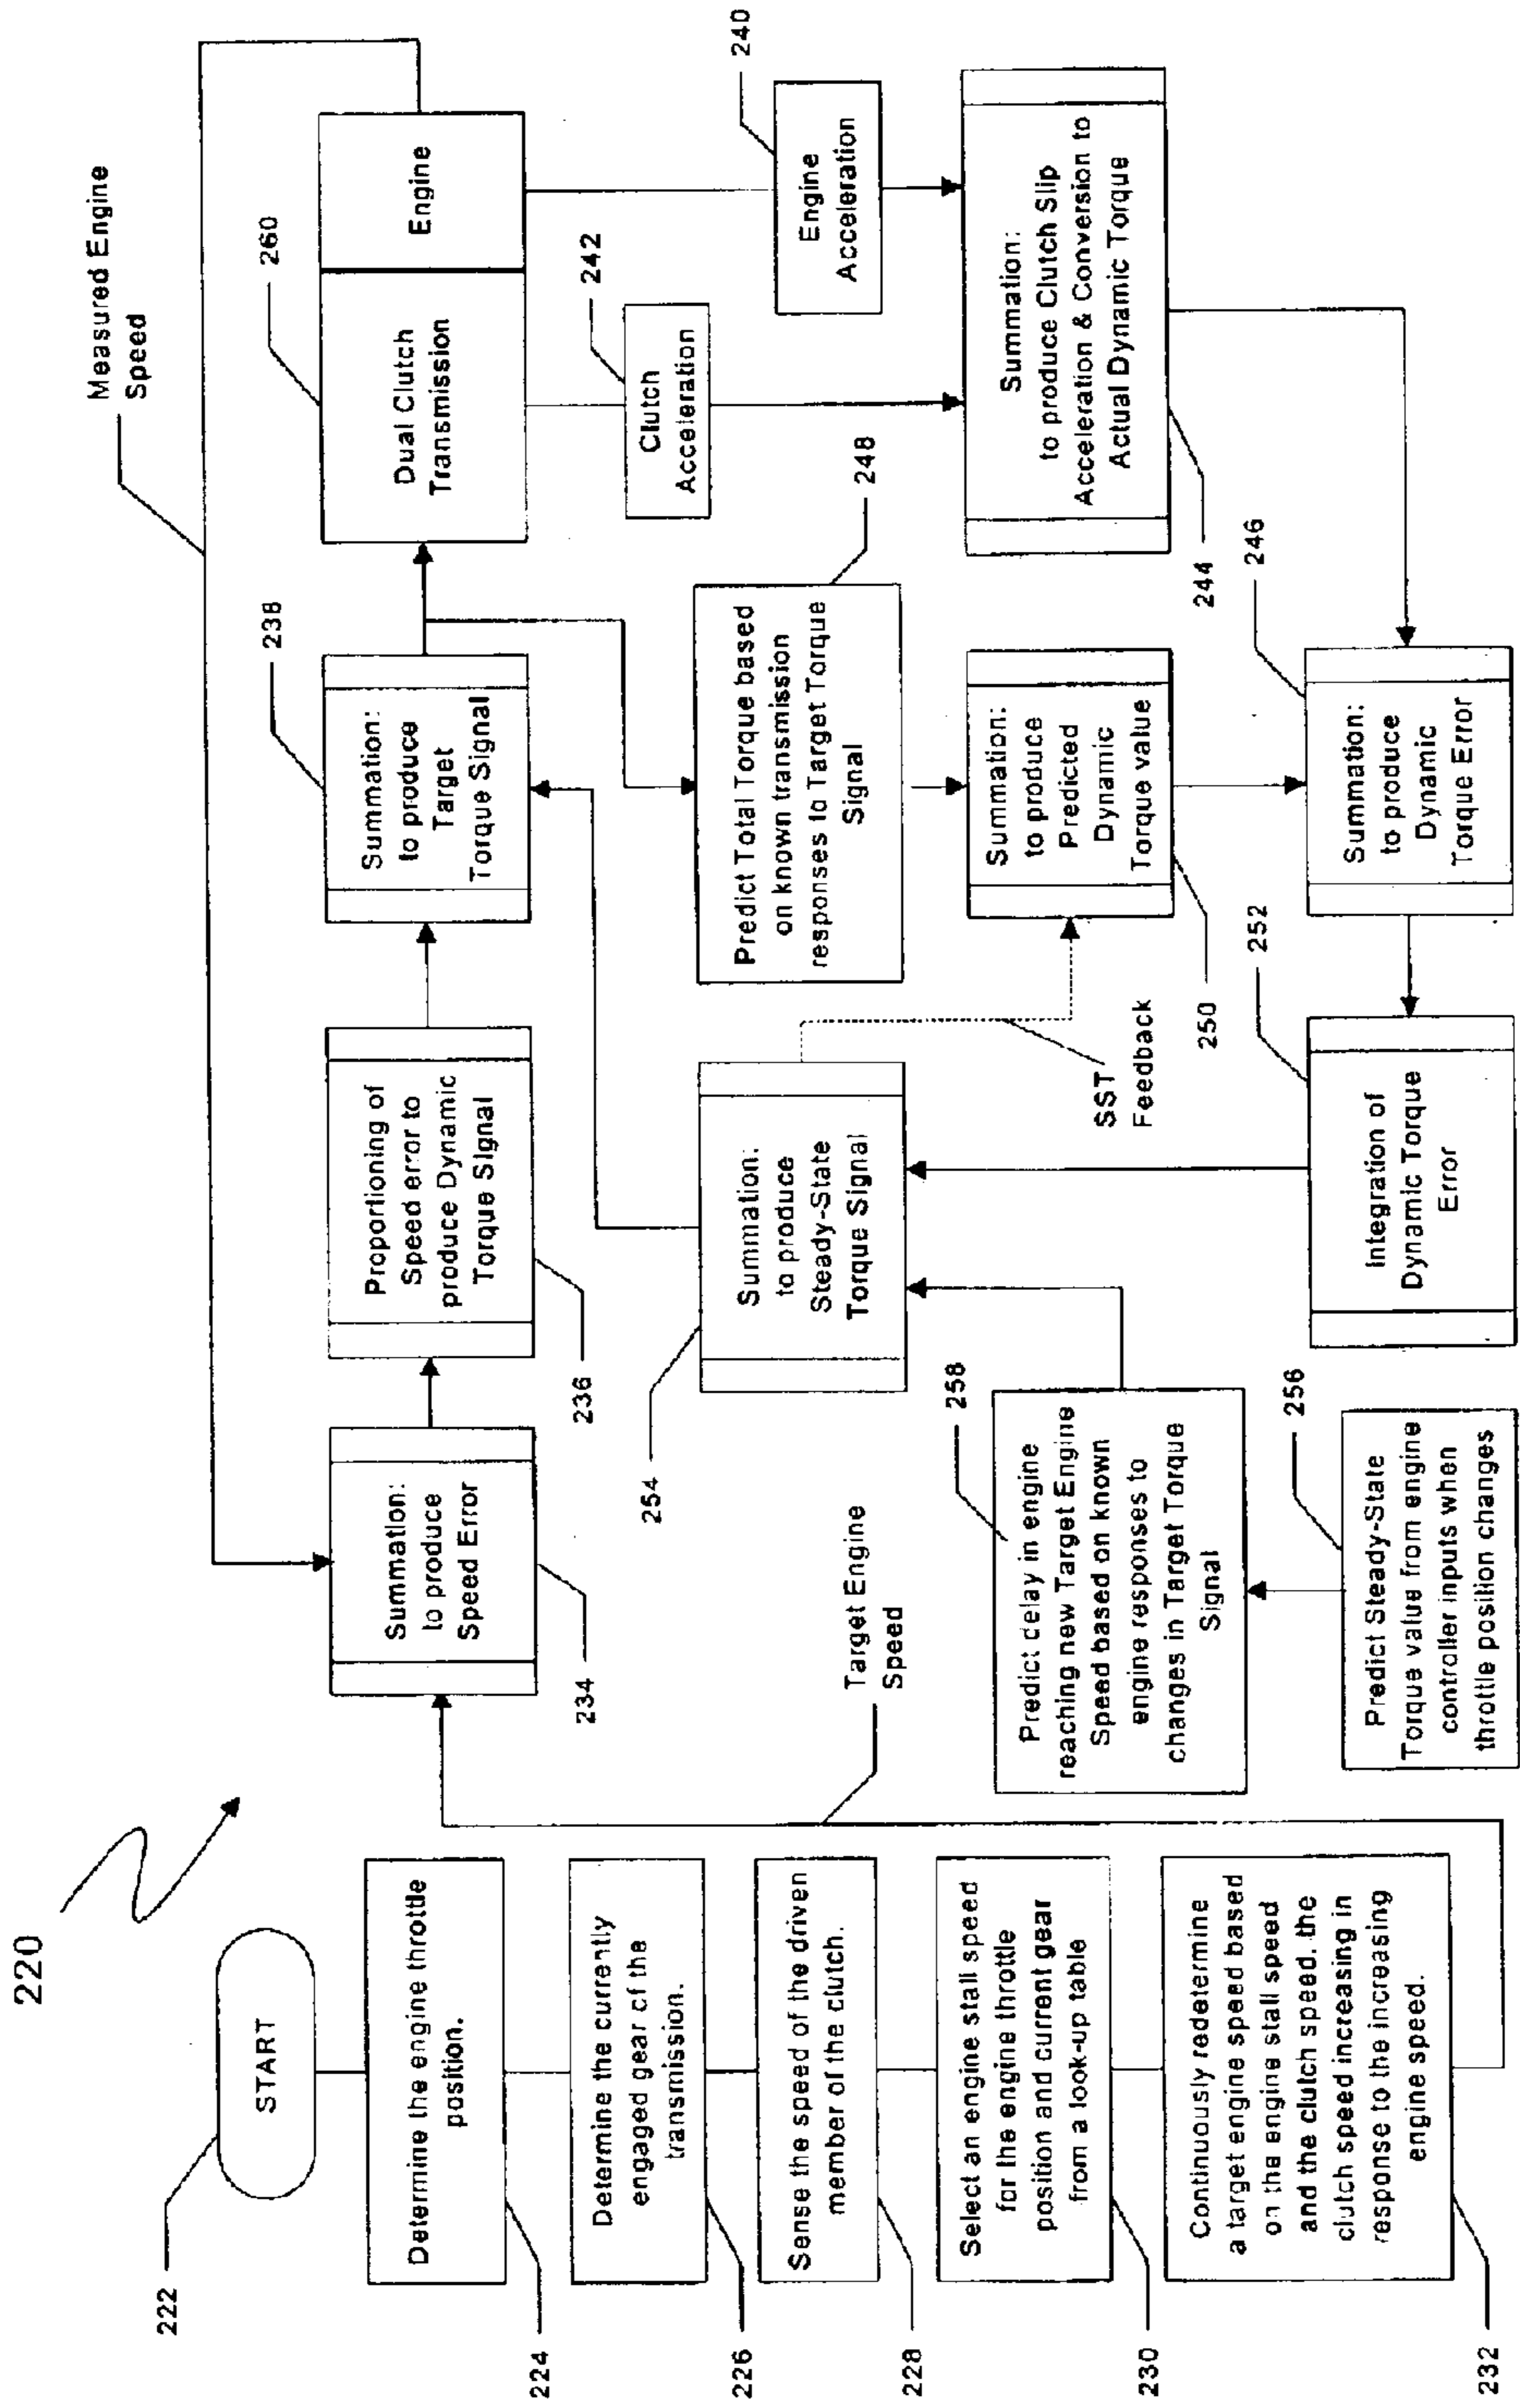 220
222
START
224
Determine the engine throttle
position.
226
Determine the currently
engaged gear of the
transmission.
228
Sense the speed of the driven
member of the clutch.
230
Select an engine stall speed
for the engine throttle
position and current gear
from a look-up table
232
Continuously redetermine
a target engine speed based
on the engine stall speed
and the clutch speed. the
clutch speed increasing in
response to the increasing
engine speed.
Target Engine
Speed
Measured Engine
Speed
Summation:
to produce
Speed Error
234
Proportioning of
Speed error to
produce Dynamic
Torque Signal
236
238
Summation:
to produce
Target
Torque Signal
260
Dual Clutch
Transmission
Engine
242
Clutch
Acceleration
240
Engine
Acceleration
254
Summation:
to produce
Steady-State
Torque Signal
248
Predict Total Torque based
on known transmission
responses to Target Torque
Signal
SST
Feedback
Summation:
to produce
Predicted
Dynamic
Torque value
250
Summation:
to produce Clutch Slip
Acceleration & Conversion to
Actual Dynamic Torque
244
258
Predict delay in engine
reaching new Target Engine
Speed based on known
engine responses to
changes in Target Torque
Signal
256
Predict Steady-State
Torque value from engine
controller inputs when
throttle position changes
252
Integration of
Dynamic Torque
Error
246
Summation:
to produce
Dynamic
Torque Error